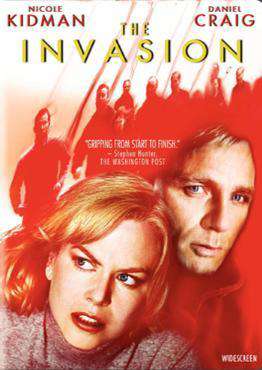 NICOLE
KIDMAN
DANIEL
CRAIG
THE
INVASION
"GRIPPING FROM START TO FINISH."
– Stephen Hunter,
THE WASHINGTON POST
WIDESCREEN